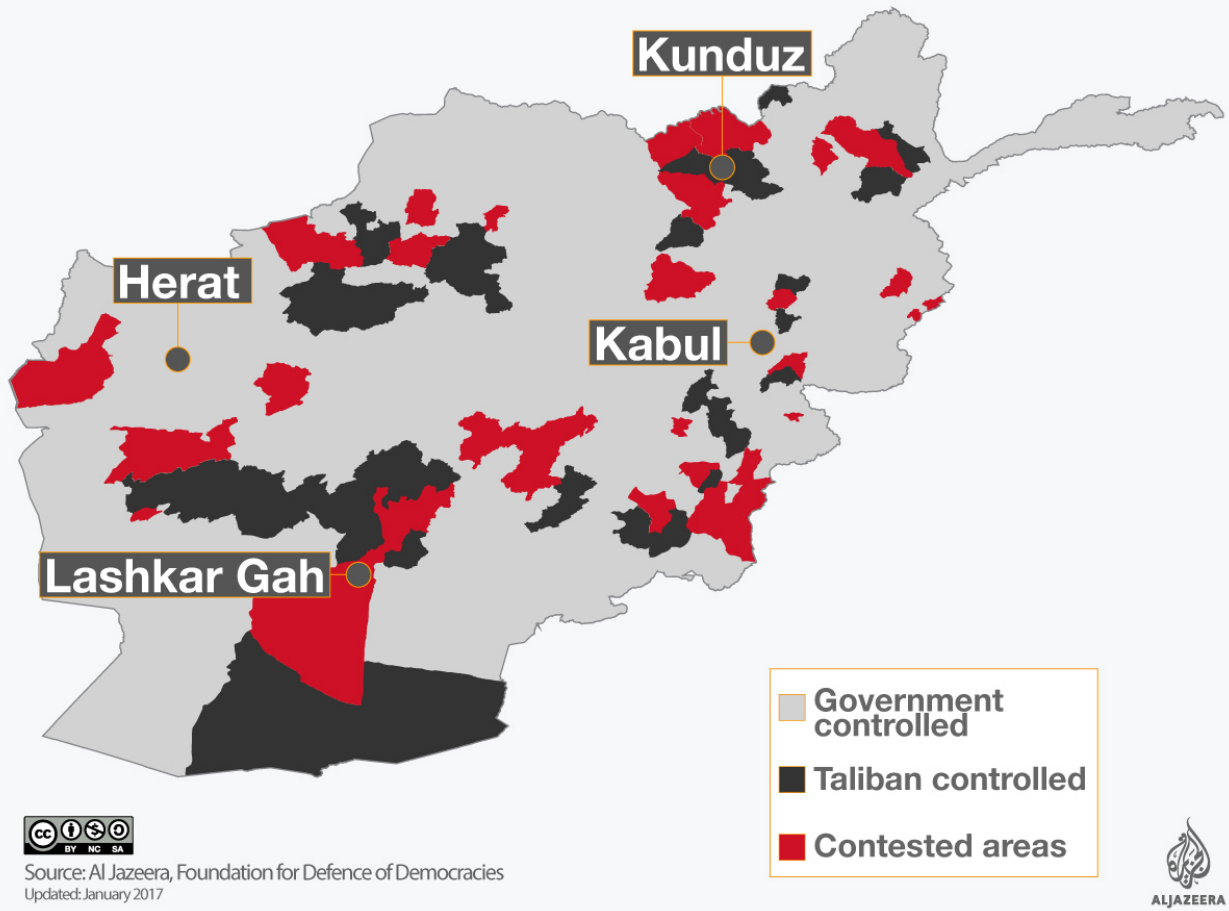 Kunduz
Herat
Kabul
Lashkar Gah
Government
controlled
Taliban controlled
Contested areas
cc
BY NC SA
Source: Al Jazeera, Foundation for Defence of Democracies
Updated: January 2017
ALJAZEERA